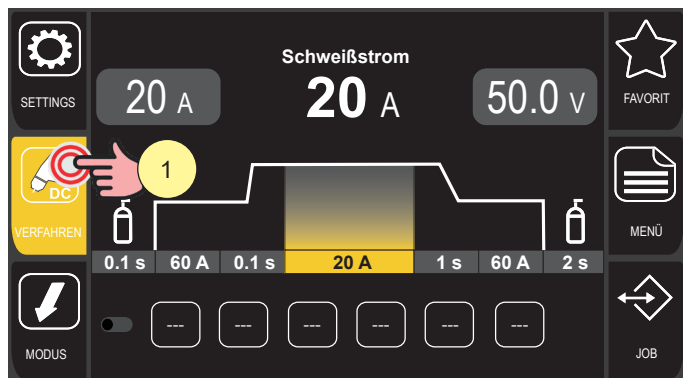 SETTINGS
VERFAHREN
DC
MODUS
1
Schweißstrom
20 A
20 A
50.0 V
0.1 s 60 A 0.1 s 20 A 1 s 60 A 2 s
--- --- --- --- --- ---
FAVORIT
MENÜ
JOB